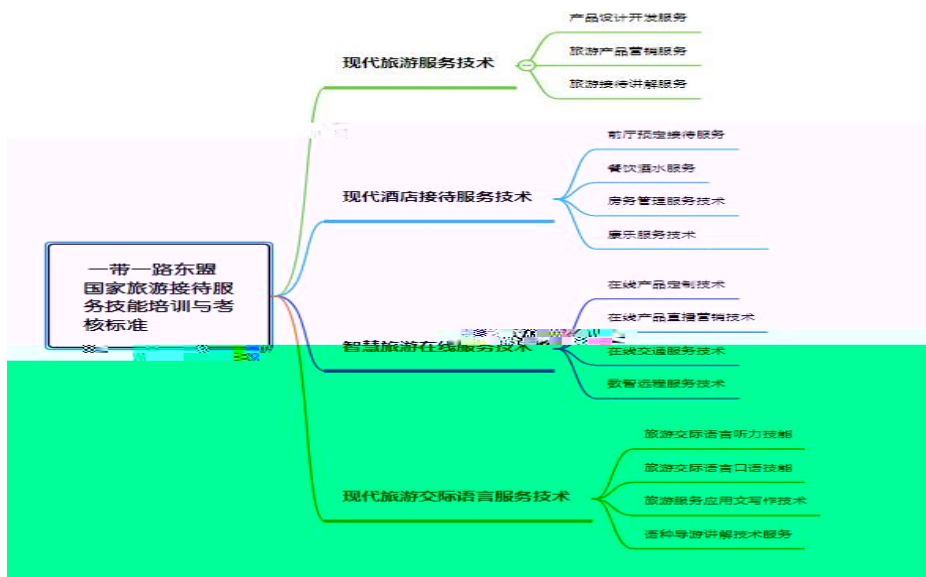 一带一路东盟
国家旅游接待服
务技能培训与考
核标准
现代旅游服务技术
产品设计开发服务
旅游产品营销服务
旅游接待讲解服务
现代酒店接待服务技术
前厅预定接待服务
餐饮酒水服务
房务管理服务技术
康乐服务技术
智慧旅游在线服务技术
在线产品定制技术
在线产品直播营销技术
在线交通服务技术
数智远程服务技术
现代旅游交际语言服务技术
旅游交际语言听力技能
旅游交际语言口语技能
旅游服务应用文写作技术
语种导游讲解技术服务